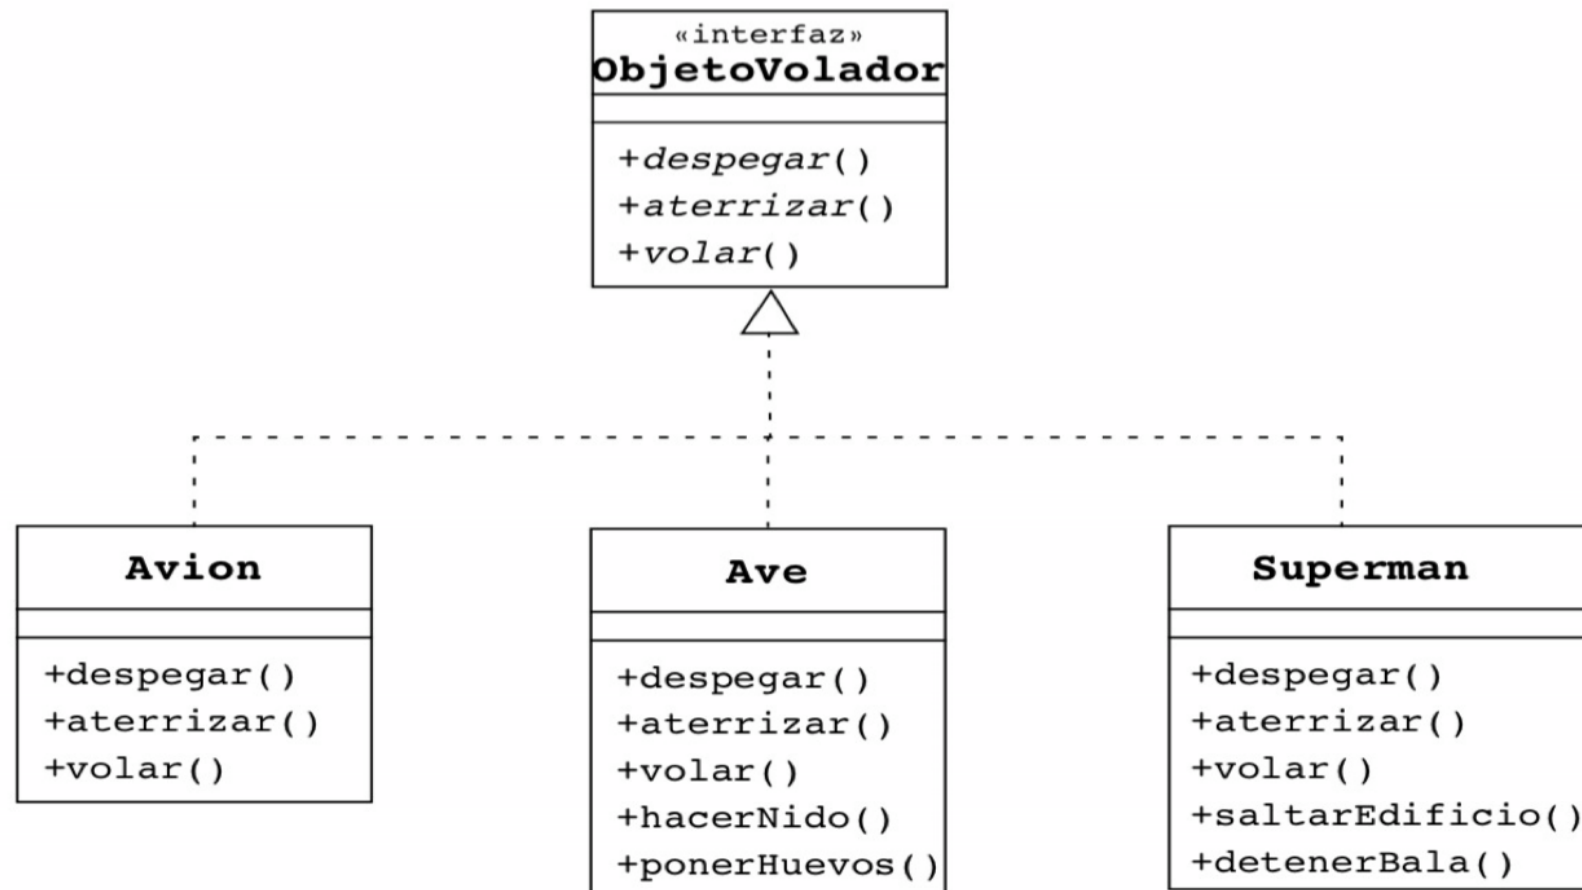 «interfaz»
ObjetoVolador
+despegar()
+aterrizar()
+volar()
Avion
+despegar()
+aterrizar()
+volar()
Ave
+despegar()
+aterrizar()
+volar()
+hacerNido()
+ponerHuevos()
Superman
+despegar()
+aterrizar()
+volar()
+saltarEdificio()
+detenerBala()